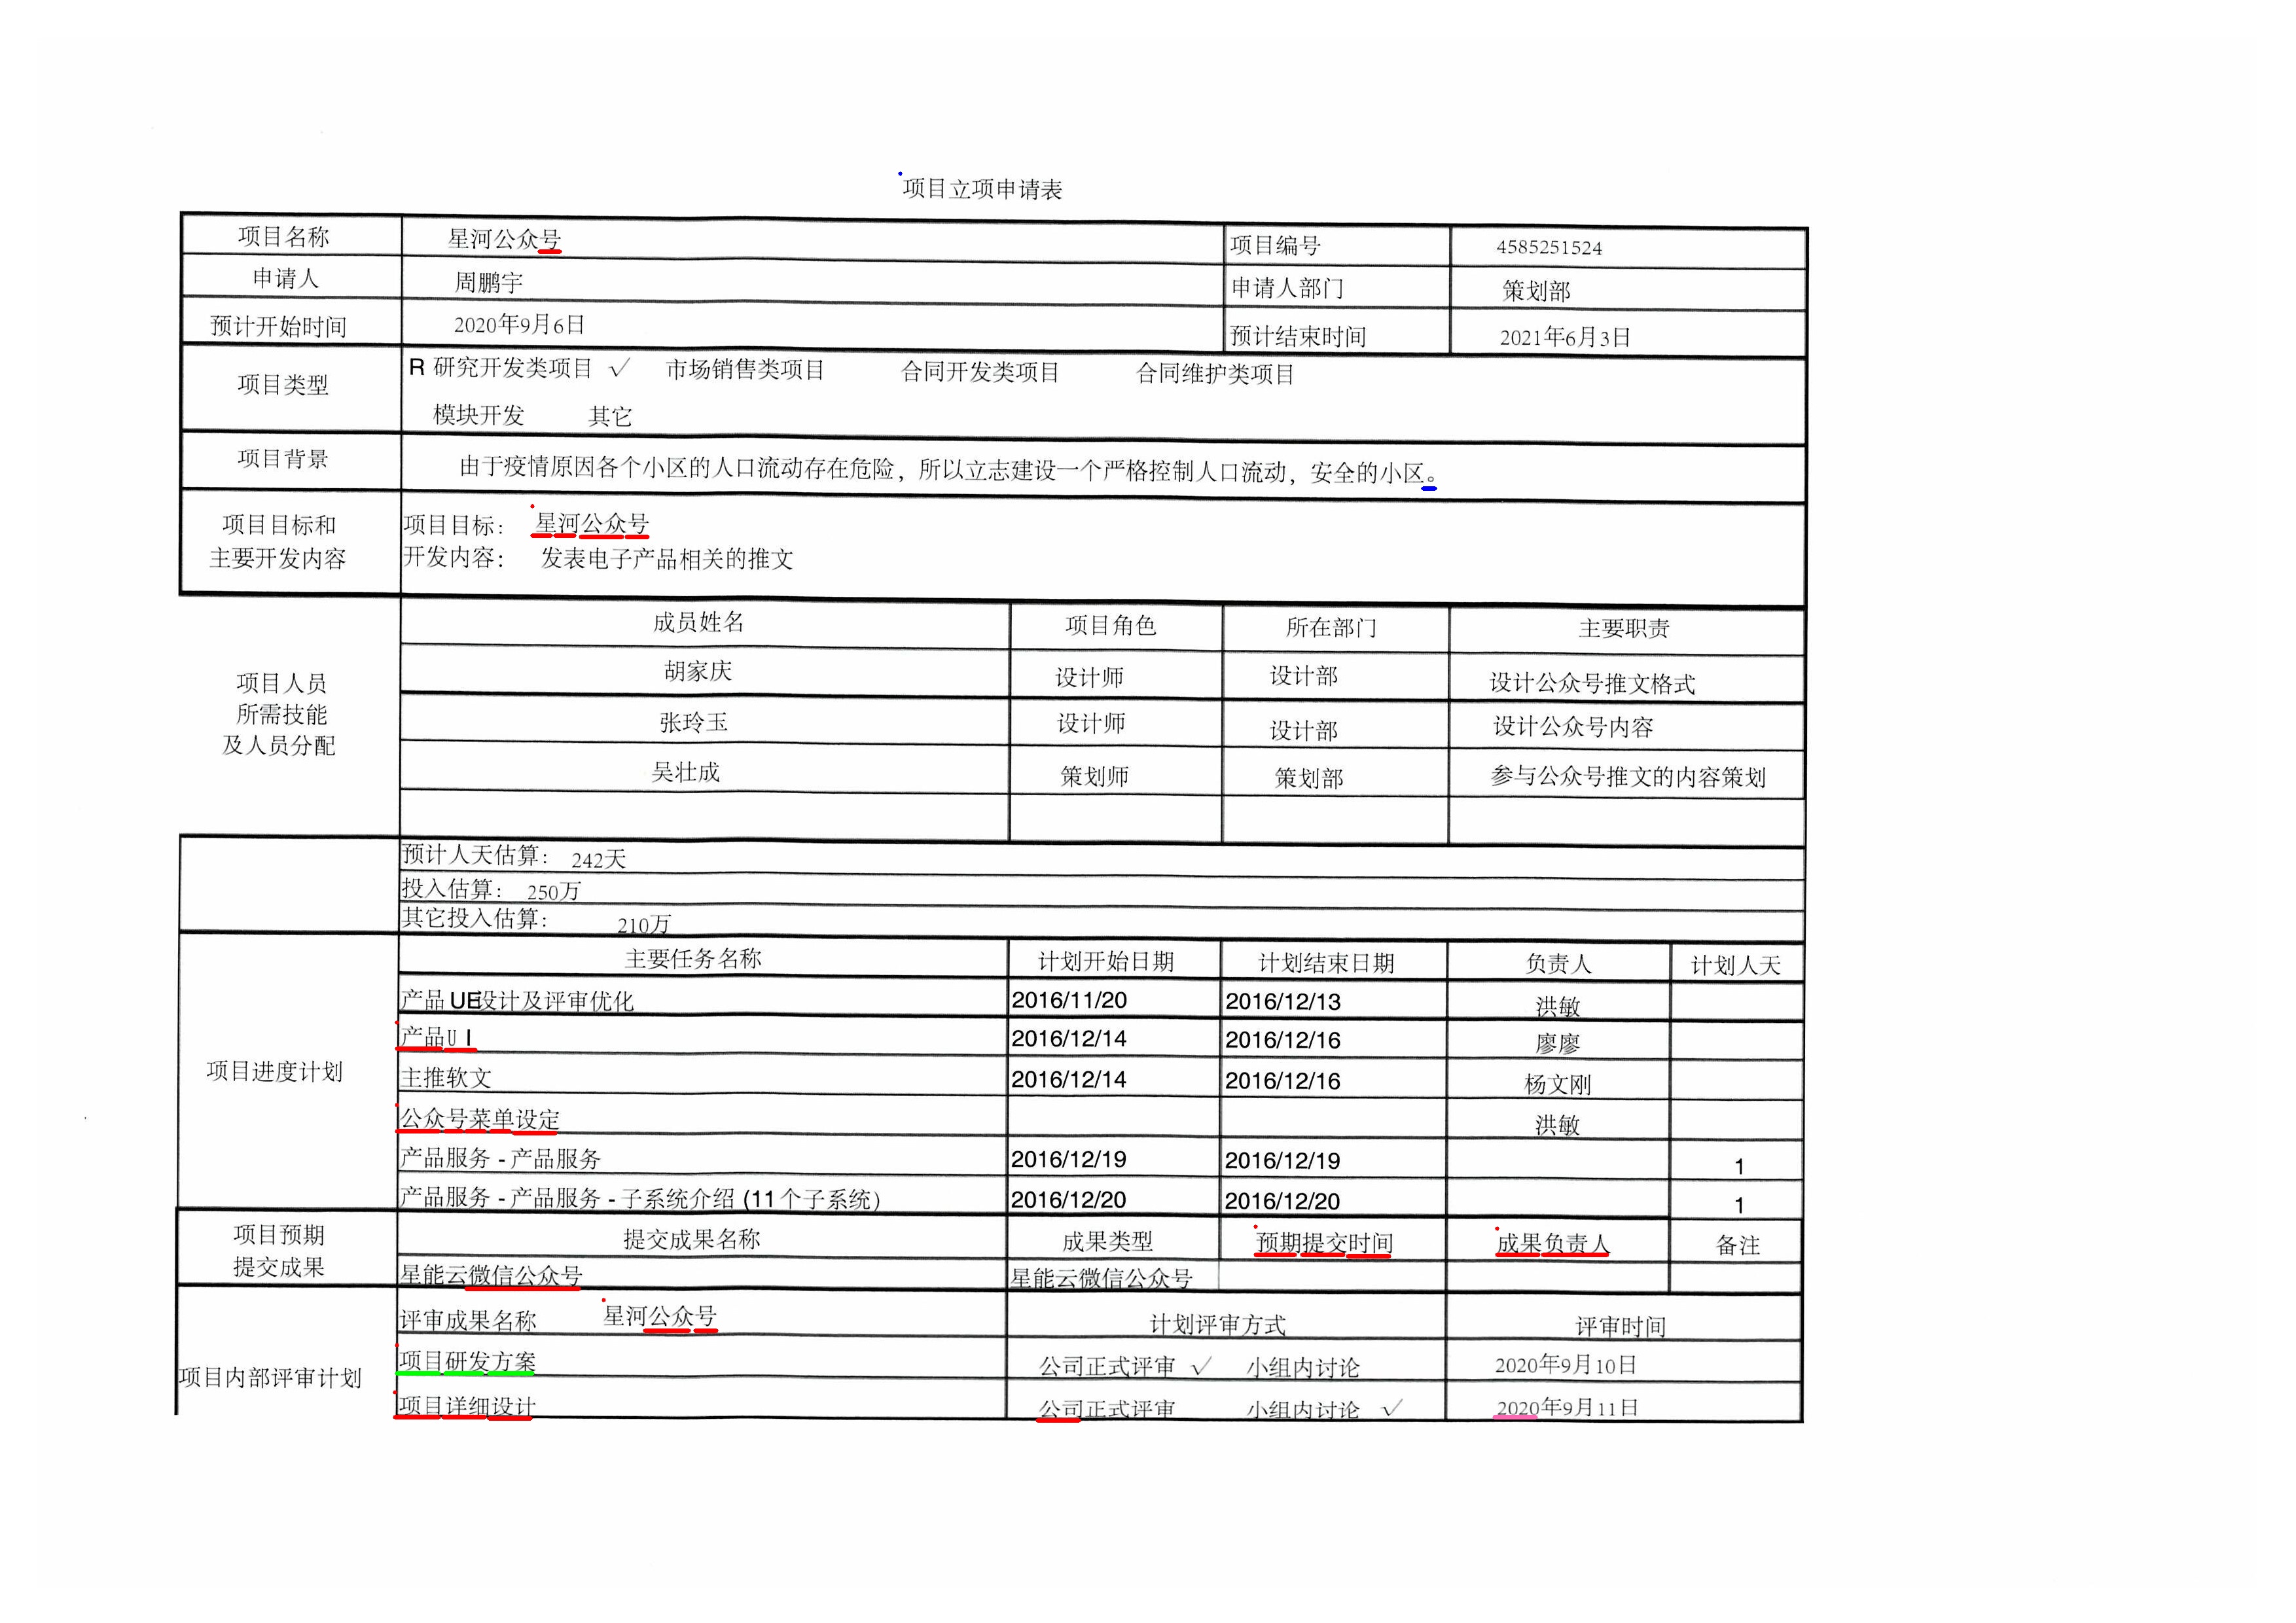 项目立项申请表
项目名称 星河公众号 项目编号 4585251524
申请人 周鹏宇 申请人部门 策划部
预计开始时间 2020年9月6日 预计结束时间 2021年6月3日
项目类型 R 研究开发类项目 √ 市场销售类项目 合同开发类项目 合同维护类项目
模块开发 其它
项目背景 由于疫情原因各个小区的人口流动存在危险，所以立志建设一个严格控制人口流动，安全的小区。
项目目标和
主要开发内容
项目目标： 星河公众号
开发内容： 发表电子产品相关的推文
项目人员
所需技能
及人员分配
成员姓名 项目角色 所在部门 主要职责
胡家庆 设计师 设计部 设计公众号推文格式
张玲玉 设计师 设计部 设计公众号内容
吴壮成 策划师 策划部 参与公众号推文的内容策划
预计人天估算： 242天
投入估算： 250万
其它投入估算： 210万
项目进度计划
主要任务名称 计划开始日期 计划结束日期 负责人 计划人天
产品 UE设计及评审优化 2016/11/20 2016/12/13 洪敏
产品U I 2016/12/14 2016/12/16 廖廖
主推软文 2016/12/14 2016/12/16 杨文刚
公众号菜单设定 洪敏
产品服务 - 产品服务 2016/12/19 2016/12/19 1
产品服务 - 产品服务 - 子系统介绍 (11 个子系统) 2016/12/20 2016/12/20 1
项目预期
提交成果
提交成果名称 成果类型 预期提交时间 成果负责人 备注
星能云微信公众号 星能云微信公众号
项目内部评审计划
评审成果名称 星河公众号 计划评审方式 评审时间
项目研发方案 公司正式评审 √ 小组内讨论 2020年9月10日
项目详细设计 公司正式评审 小组内讨论 √ 2020年9月11日